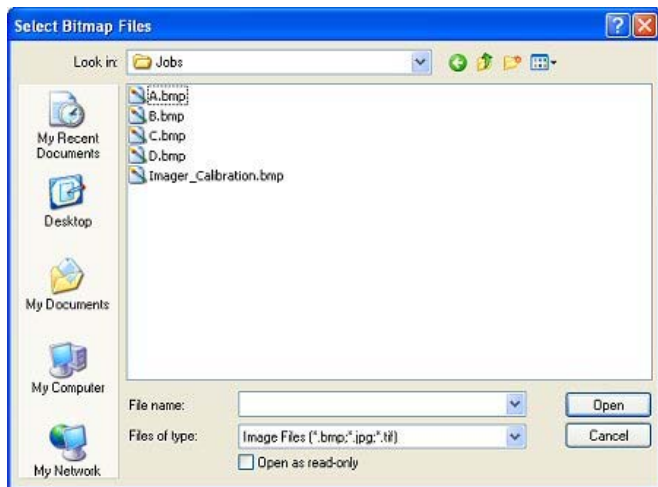 Select Bitmap Files
Look in:
Jobs
A.bmp
B.bmp
C.bmp
D.bmp
Imager_Calibration.bmp
My Recent
Documents
Desktop
My Documents
My Computer
My Network
File name:
Open
Files of type:
Image Files (*.bmp;*.jpg;*.tif)
Cancel
Open as read-only